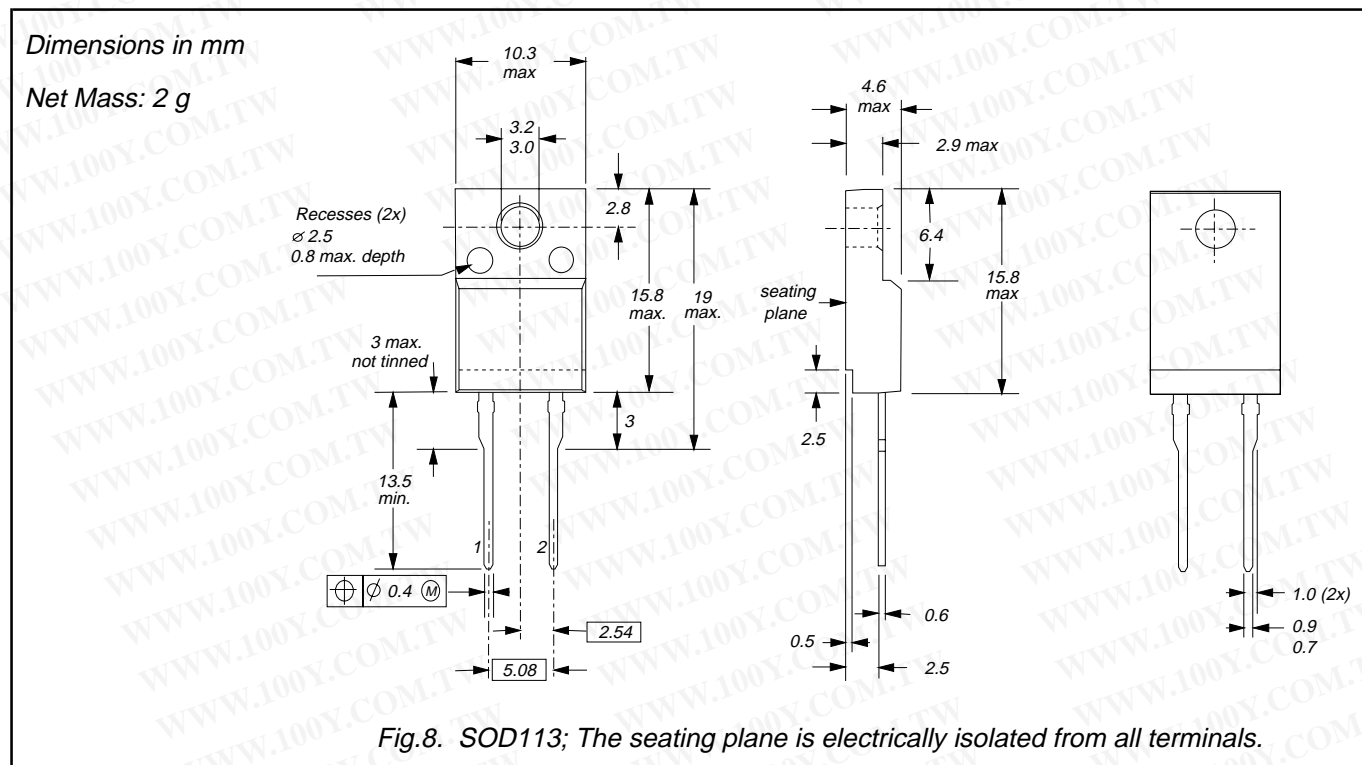 Dimensions in mm
Net Mass: 2 g
10.3
max
3.2
3.0
2.8
Recesses (2x)
⌀ 2.5
0.8 max. depth
15.8
max.
19
max.
3 max.
not tinned
3
13.5
min.
1
2
⌖ ⌀ 0.4 Ⓜ
2.54
5.08
4.6
max
2.9 max
6.4
15.8
max
seating
plane
2.5
0.6
0.5
2.5
1.0 (2x)
0.9
0.7
Fig.8. SOD113; The seating plane is electrically isolated from all terminals.
WWW.100Y.COM.TW